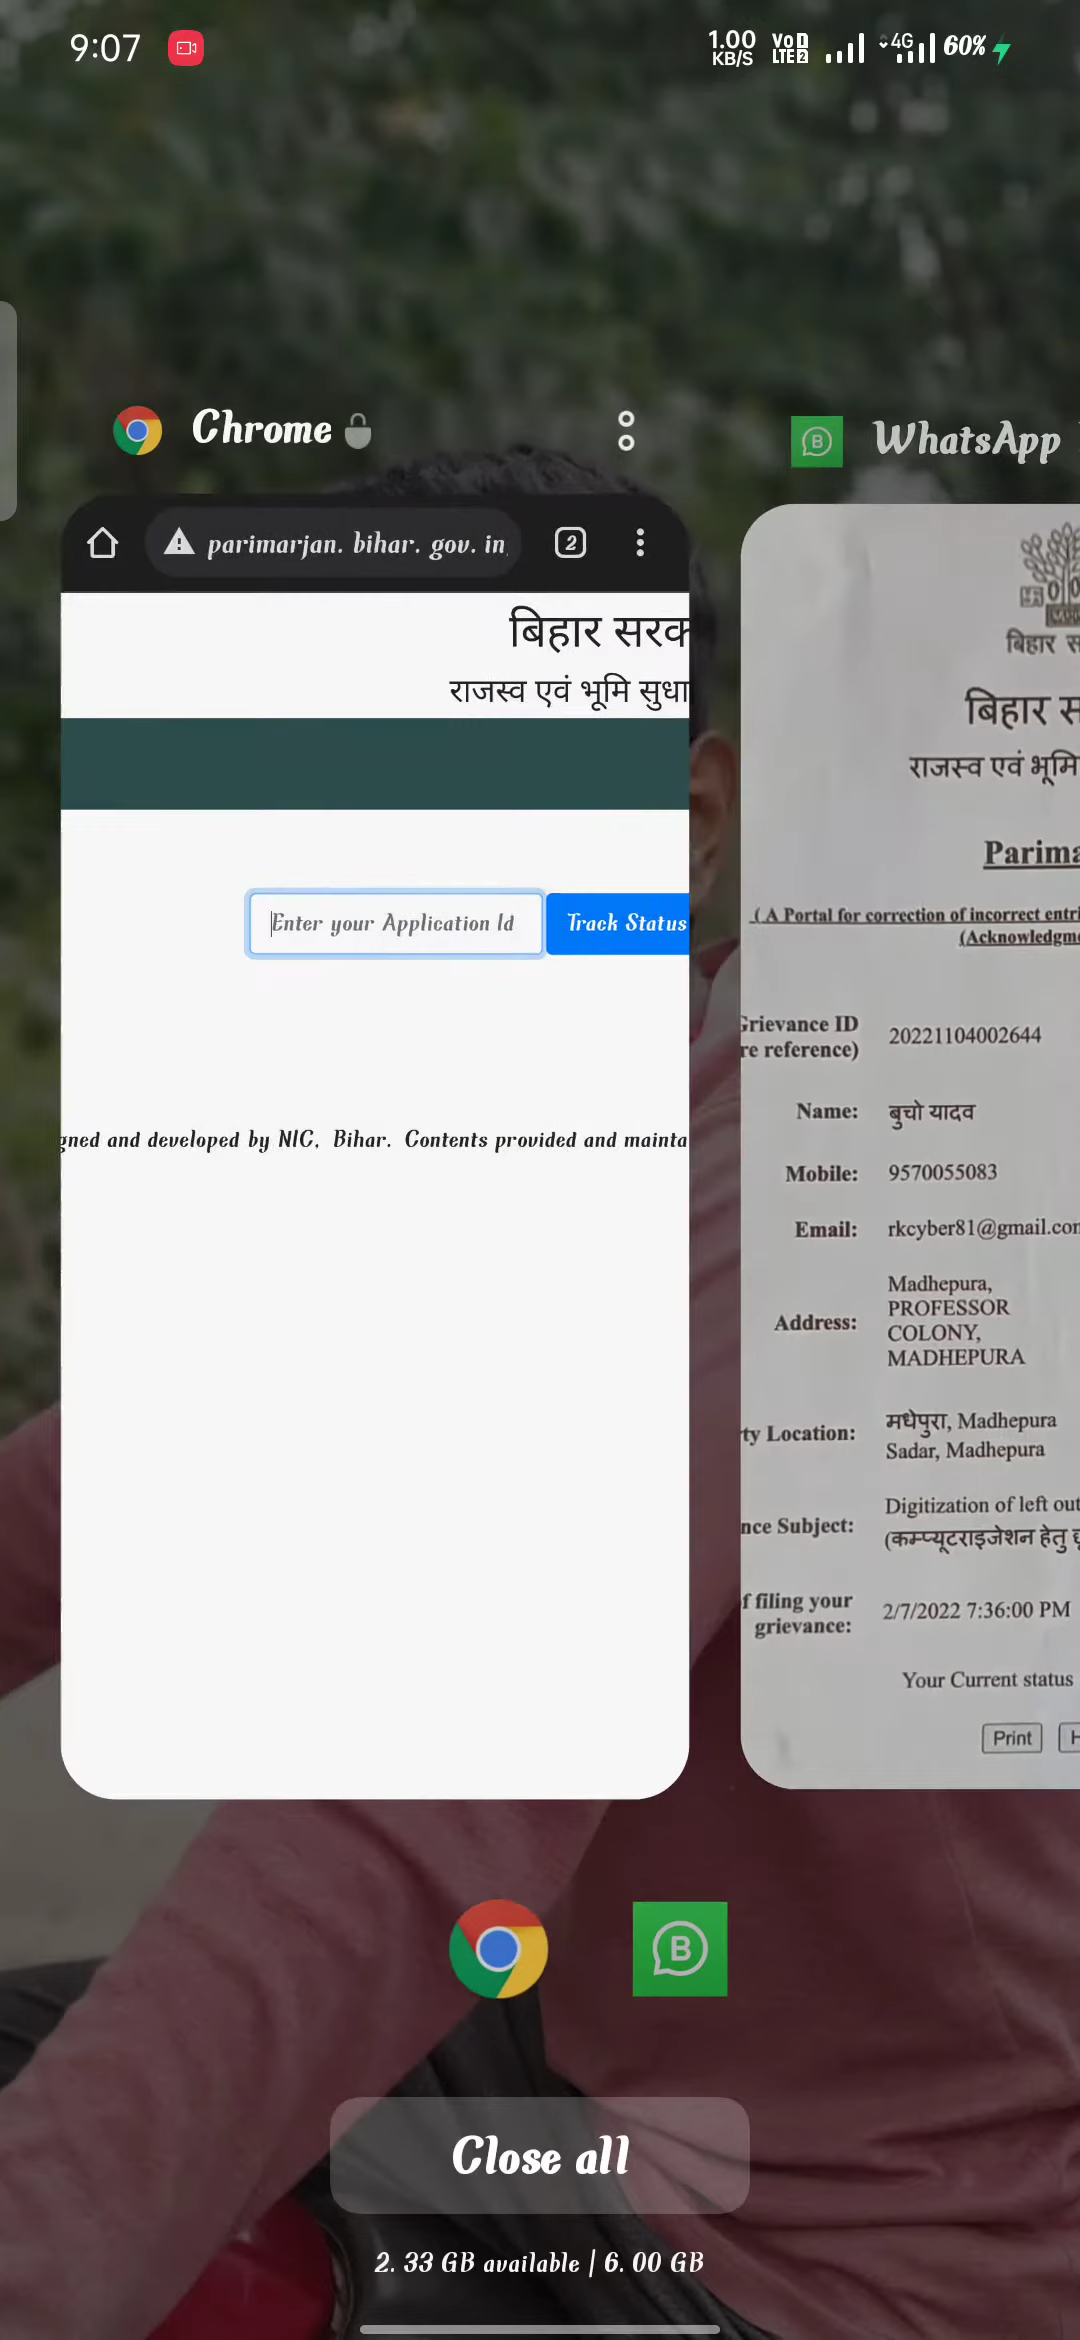 9:07
1.00 KB/S
VoD LTE 2
4G
60%
Chrome
parimarjan. bihar. gov. in
2
बिहार सरक
राजस्व एवं भूमि सुधा
Enter your Application Id
Track Status
gned and developed by NIC, Bihar. Contents provided and mainta
WhatsApp
B
बिहार स
बिहार स
राजस्व एवं भूमि
Parima
( A Portal for correction of incorrect entri
(Acknowledgme
Grievance ID 20221104002644
re reference)
Name: बुचो यादव
Mobile: 9570055083
Email: rkcyber81@gmail.com
Address: Madhepura,
PROFESSOR
COLONY,
MADHEPURA
ty Location: मधेपुरा, Madhepura
Sadar, Madhepura
nce Subject: Digitization of left out
(कम्प्यूटराइजेशन हेतु छू
f filing your
grievance: 2/7/2022 7:36:00 PM
Your Current status
Print
H
B
Close all
2. 33 GB available | 6. 00 GB